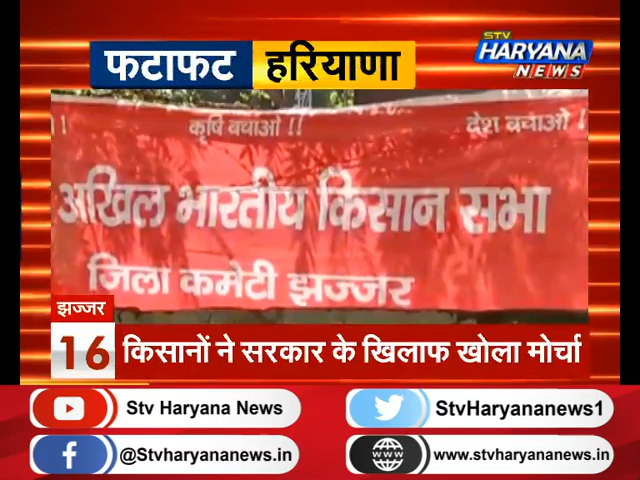 फटाफट हरियाणा
STV
HARYANA
NEWS
! कृषि बचाओ !! देश बचाओ !
अखिल भारतीय किसान सभा
जिला कमेटी झज्जर
झज्जर
16 किसानों ने सरकार के खिलाफ खोला मोर्चा
Stv Haryana News
StvHaryananews1
@Stvharyananews.in
www.stvharyananews.in